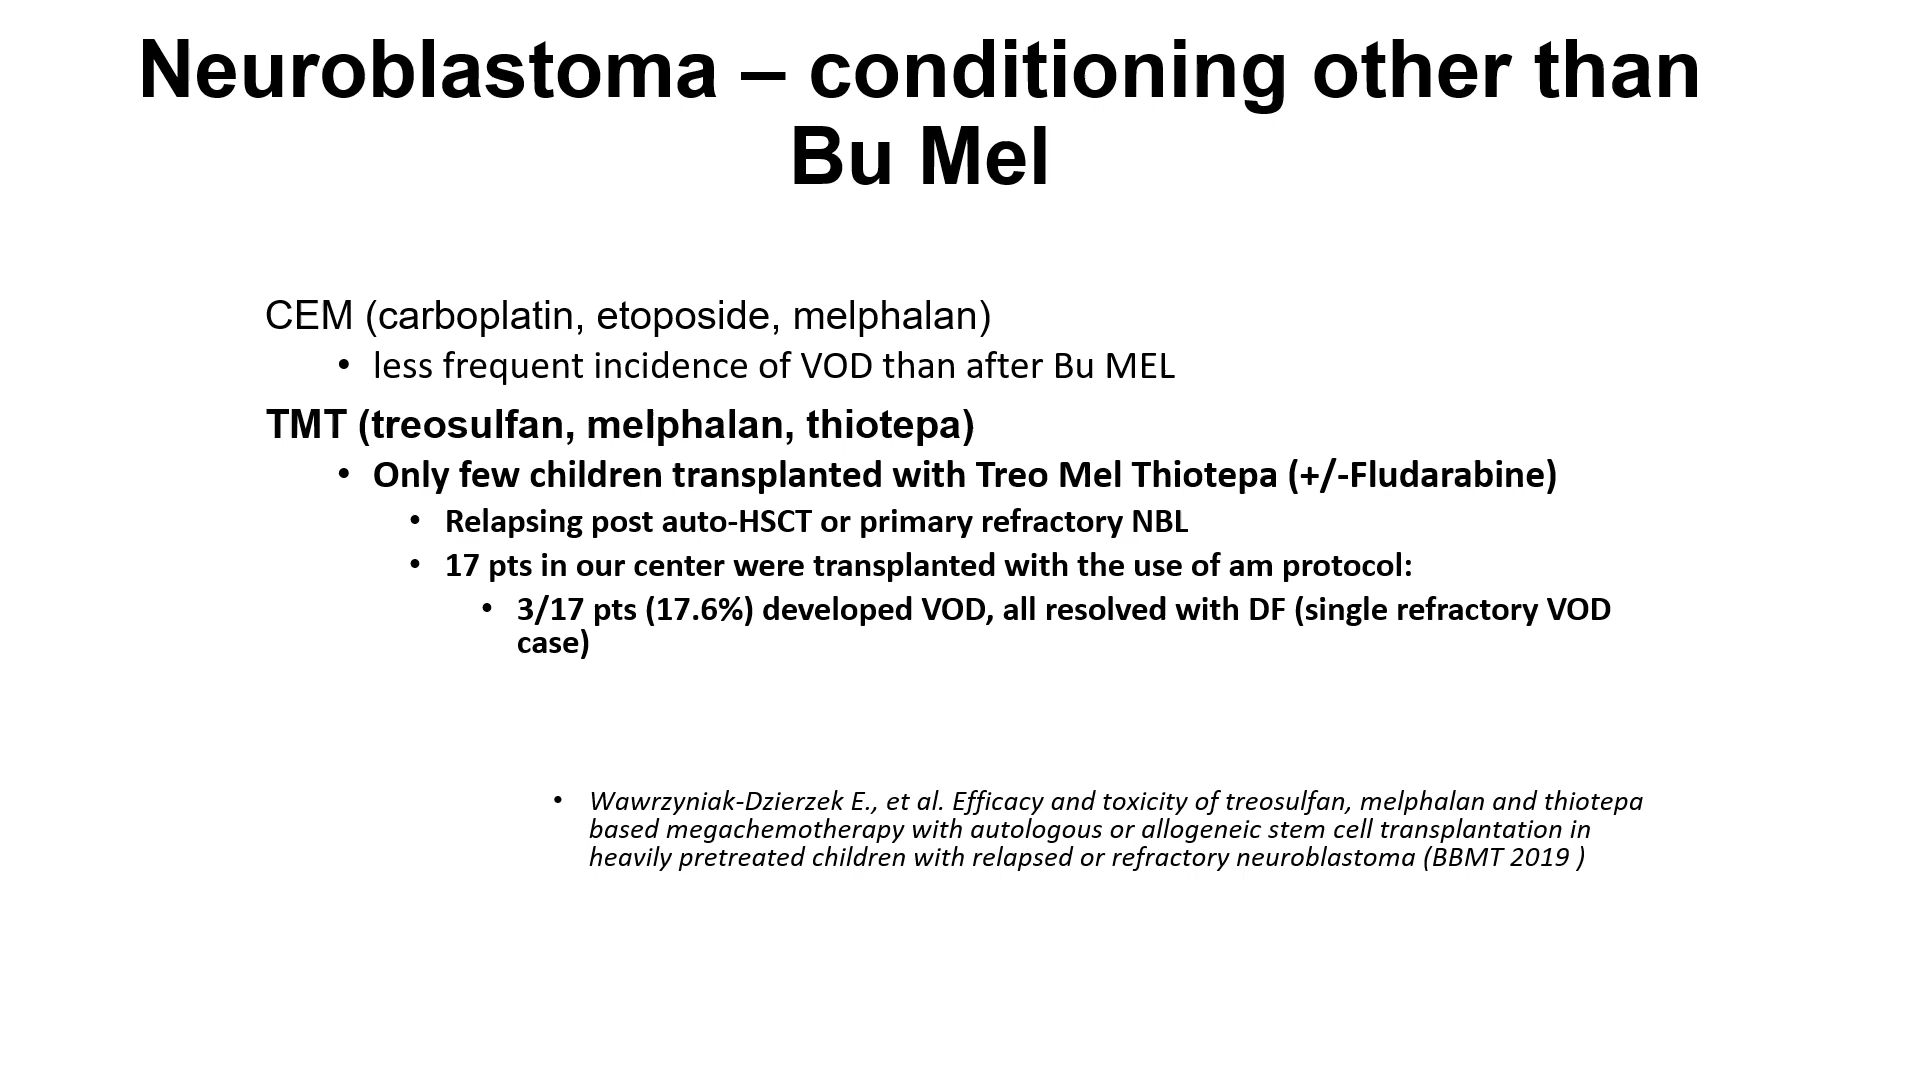 Neuroblastoma – conditioning other than
Bu Mel
CEM (carboplatin, etoposide, melphalan)
• less frequent incidence of VOD than after Bu MEL
TMT (treosulfan, melphalan, thiotepa)
• Only few children transplanted with Treo Mel Thiotepa (+/-Fludarabine)
• Relapsing post auto-HSCT or primary refractory NBL
• 17 pts in our center were transplanted with the use of am protocol:
• 3/17 pts (17.6%) developed VOD, all resolved with DF (single refractory VOD
case)
• Wawrzyniak-Dzierzek E., et al. Efficacy and toxicity of treosulfan, melphalan and thiotepa
based megachemotherapy with autologous or allogeneic stem cell transplantation in
heavily pretreated children with relapsed or refractory neuroblastoma (BBMT 2019 )